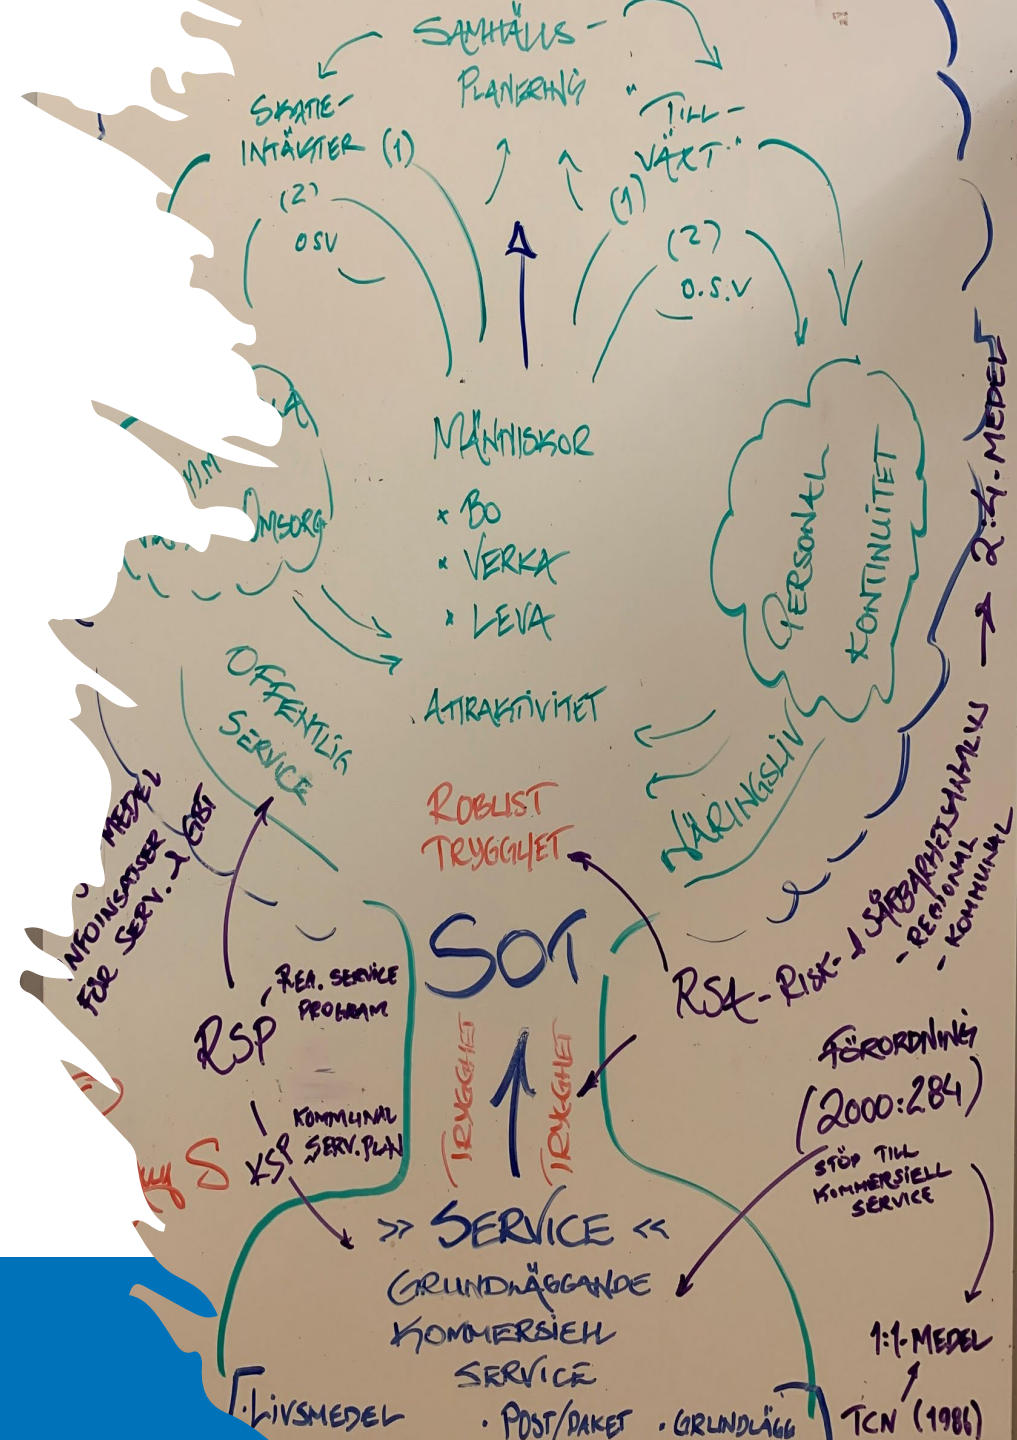 SAMHÄLLS-
PLANERING
SKATTE-
INTÄKTER (1)
(2)
OSV
"TILL-
VÄXT"
(1)
(2)
O.S.V
MÄNNISKOR
x BO
x VERKA
x LEVA
ATTRAKTIVITET
M.M
OMSORG
OFFENTLIG
SERVICE
PERSONAL
KONTINUITET
NÄRINGSLIV
ROBUST
TRYGGHET
SOT
TRYGGHET
TRYGGHET
MEDEL
INFOINSATSER
FÖR SERV.
RSP
REG. SERVICE
PROGRAM
KSP
KOMMUNAL
SERV.PLAN
S
RSA - RISK- & SÅRBARHETSANALYS → 2:4-MEDEL
- REGIONAL
- KOMMUNAL
FÖRORDNING
(2000:284)
STÖD TILL
KOMMERSIELL
SERVICE
1:1-MEDEL
TCN (1986)
>> SERVICE <<
GRUNDLÄGGANDE
KOMMERSIELL
SERVICE
· LIVSMEDEL · POST/PAKET · GRUNDLÄGG